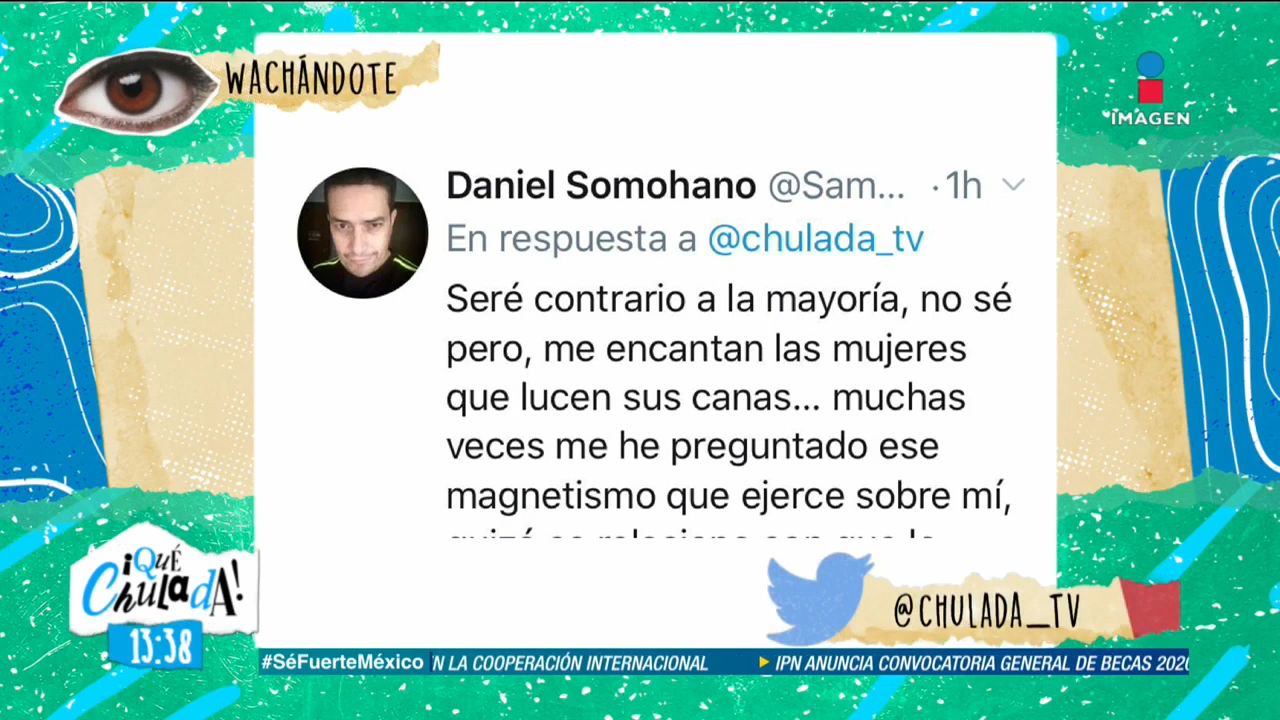 WACHÁNDOTE
IMAGEN
Daniel Somohano @Sam... · 1h
En respuesta a @chulada_tv
Seré contrario a la mayoría, no sé
pero, me encantan las mujeres
que lucen sus canas... muchas
veces me he preguntado ese
magnetismo que ejerce sobre mí,
¡QUÉ
CHULADA!
13:38
@CHULADA_TV
#SéFuerteMéxico N LA COOPERACIÓN INTERNACIONAL IPN ANUNCIA CONVOCATORIA GENERAL DE BECAS 2020